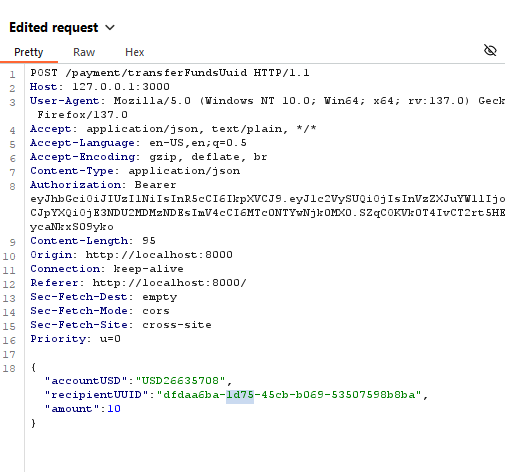 Edited request
Pretty Raw Hex
1 POST /payment/transferFundsUuid HTTP/1.1
2 Host: 127.0.0.1:3000
3 User-Agent: Mozilla/5.0 (Windows NT 10.0; Win64; x64; rv:137.0) Geck
Firefox/137.0
4 Accept: application/json, text/plain, */*
5 Accept-Language: en-US,en;q=0.5
6 Accept-Encoding: gzip, deflate, br
7 Content-Type: application/json
8 Authorization: Bearer
9 Content-Length: 95
10 Origin: http://localhost:8000
11 Connection: keep-alive
12 Referer: http://localhost:8000/
13 Sec-Fetch-Dest: empty
14 Sec-Fetch-Mode: cors
15 Sec-Fetch-Site: cross-site
16 Priority: u=0
17
18 {
"accountUSD":"USD26635708",
"recipientUUID":"dfdaa6ba-1d75-45cb-b069-53507598b8ba",
"amount":10
}